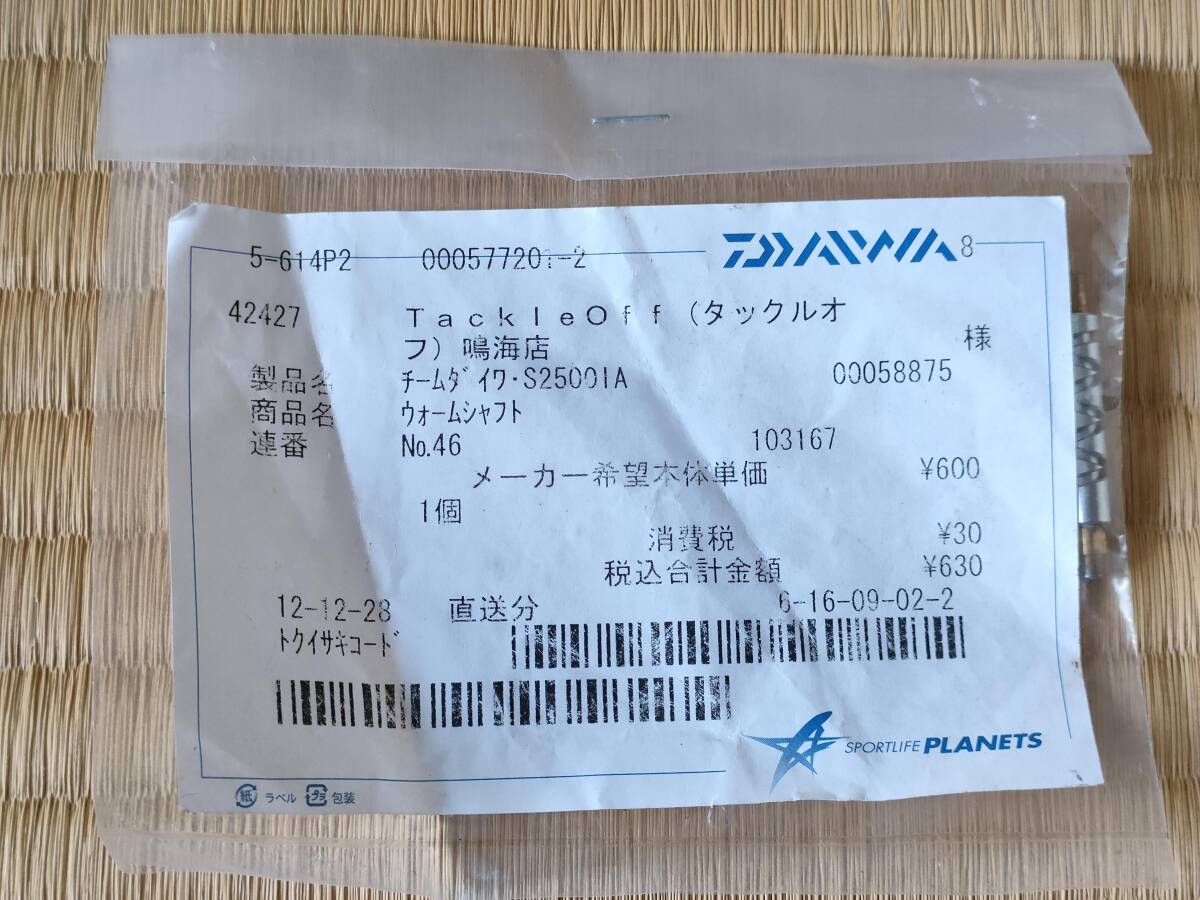 DAIWA 8
5-614P2 000577201-2
42427 TackleOff (タックルオ
フ) 鳴海店 様
製品名 チームダイワ・S2500IA 00058875
商品名 ウォームシャフト
連番 No.46 103167
メーカー希望本体単価 ¥600
1個
消費税 ¥30
税込合計金額 ¥630
12-12-28 直送分 6-16-09-02-2
トクイサキコード
SPORTLIFE PLANETS
紙 ラベル プラ 包装